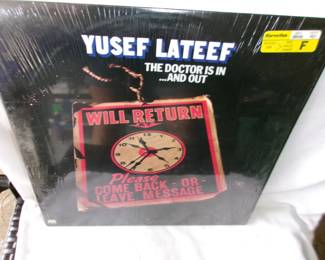 YUSEF LATEEF
THE DOCTOR IS IN
...AND OUT
F
WILL RETURN
Please
COME BACK - OR -
LEAVE MESSAGE